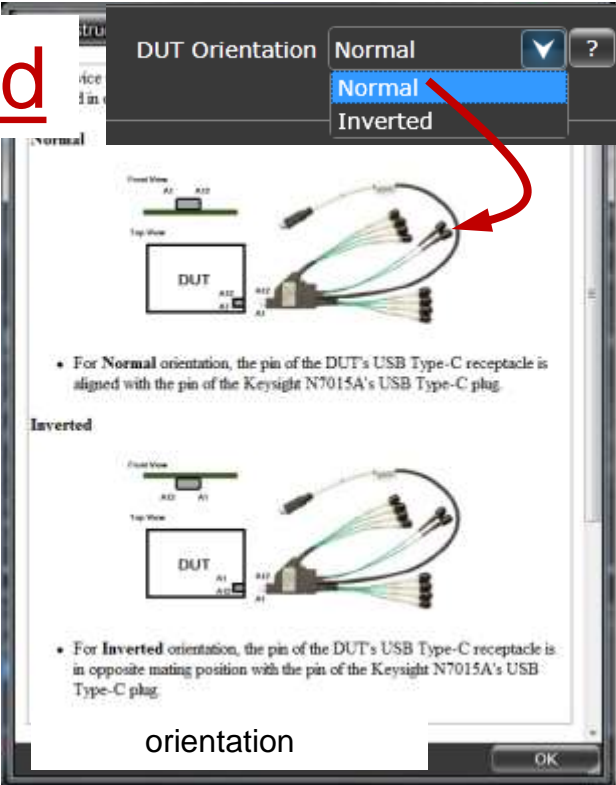 d
DUT Orientation Normal ?
Normal
Inverted
Normal
Front View
A1 A12
Top View
DUT
A12
A1
A12
A1
• For Normal orientation, the pin of the DUT's USB Type-C receptacle is
aligned with the pin of the Keysight N7015A's USB Type-C plug.
Inverted
Front View
A12 A1
Top View
DUT
A1
A12
A12
A1
• For Inverted orientation, the pin of the DUT's USB Type-C receptacle is
in opposite mating position with the pin of the Keysight N7015A's USB
Type-C plug.
orientation
OK